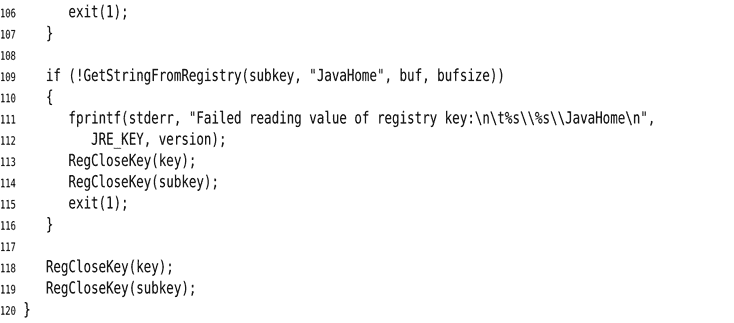 106       exit(1);
107    }
108
109    if (!GetStringFromRegistry(subkey, "JavaHome", buf, bufsize))
110    {
111       fprintf(stderr, "Failed reading value of registry key:\n\t%s\\%s\\JavaHome\n",
112          JRE_KEY, version);
113       RegCloseKey(key);
114       RegCloseKey(subkey);
115       exit(1);
116    }
117
118    RegCloseKey(key);
119    RegCloseKey(subkey);
120 }